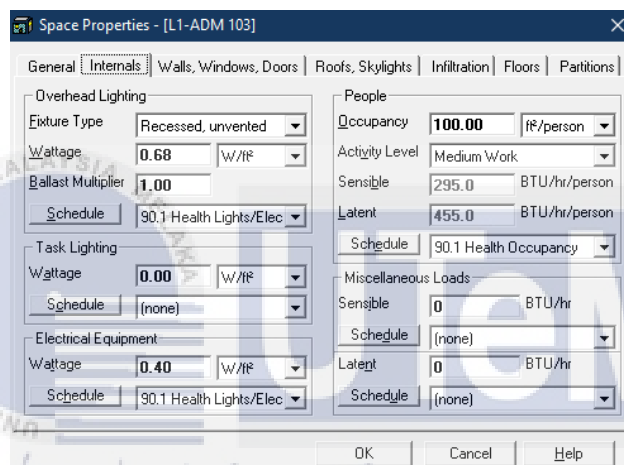 Space Properties - [L1-ADM 103]
General Internals Walls, Windows, Doors Roofs, Skylights Infiltration Floors Partitions
Overhead Lighting
Fixture Type Recessed, unvented
Wattage 0.68 W/ft²
Ballast Multiplier 1.00
Schedule 90.1 Health Lights/Elec
Task Lighting
Wattage 0.00 W/ft²
Schedule (none)
Electrical Equipment
Wattage 0.40 W/ft²
Schedule 90.1 Health Lights/Elec
People
Occupancy 100.00 ft²/person
Activity Level Medium Work
Sensible 295.0 BTU/hr/person
Latent 455.0 BTU/hr/person
Schedule 90.1 Health Occupancy
Miscellaneous Loads
Sensible 0 BTU/hr
Schedule (none)
Latent 0 BTU/hr
Schedule (none)
OK Cancel Help
MALAYSIA MELAKA
UTeM